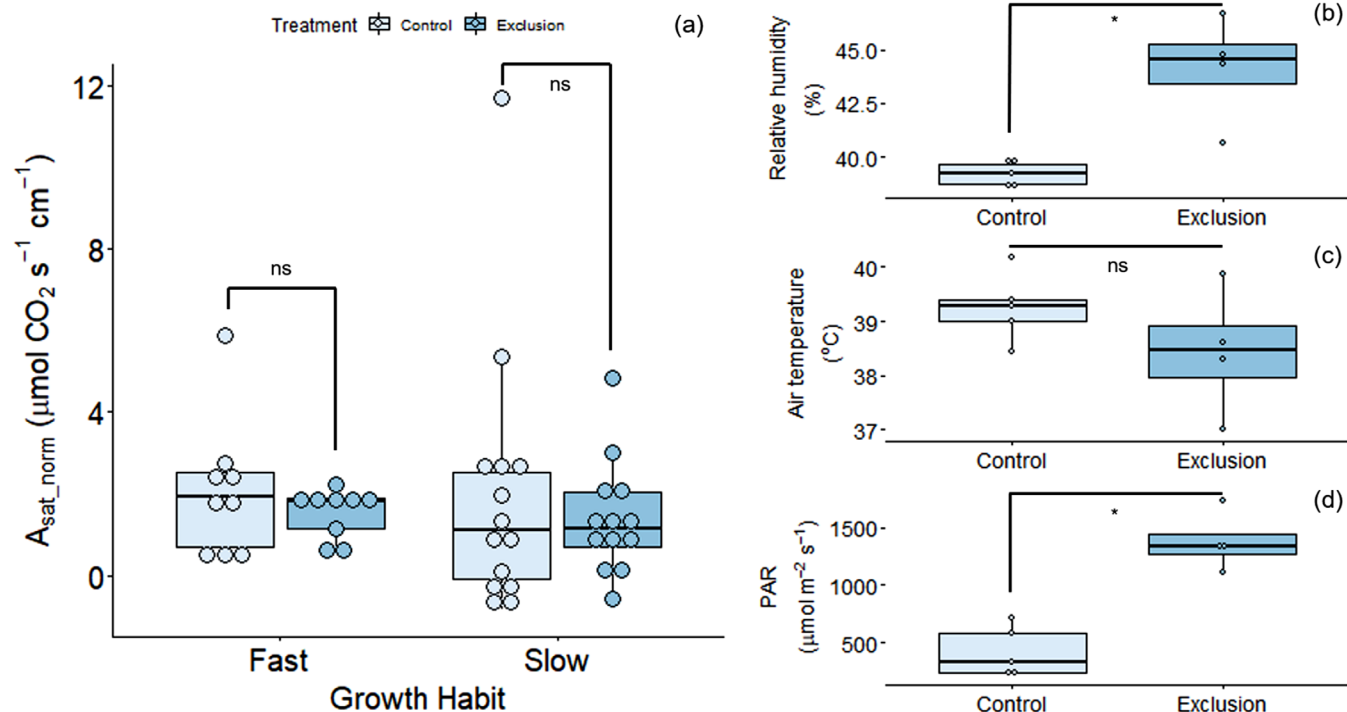 Treatment Control Exclusion
(a)
12
8
4
0
A_sat_norm (µmol CO₂ s⁻¹ cm⁻¹)
ns
ns
Fast Slow
Growth Habit
(b)
Relative humidity
(%)
45.0
42.5
40.0
*
Control Exclusion
(c)
Air temperature
(°C)
40
39
38
37
ns
Control Exclusion
(d)
PAR
(µmol m⁻² s⁻¹)
1500
1000
500
*
Control Exclusion